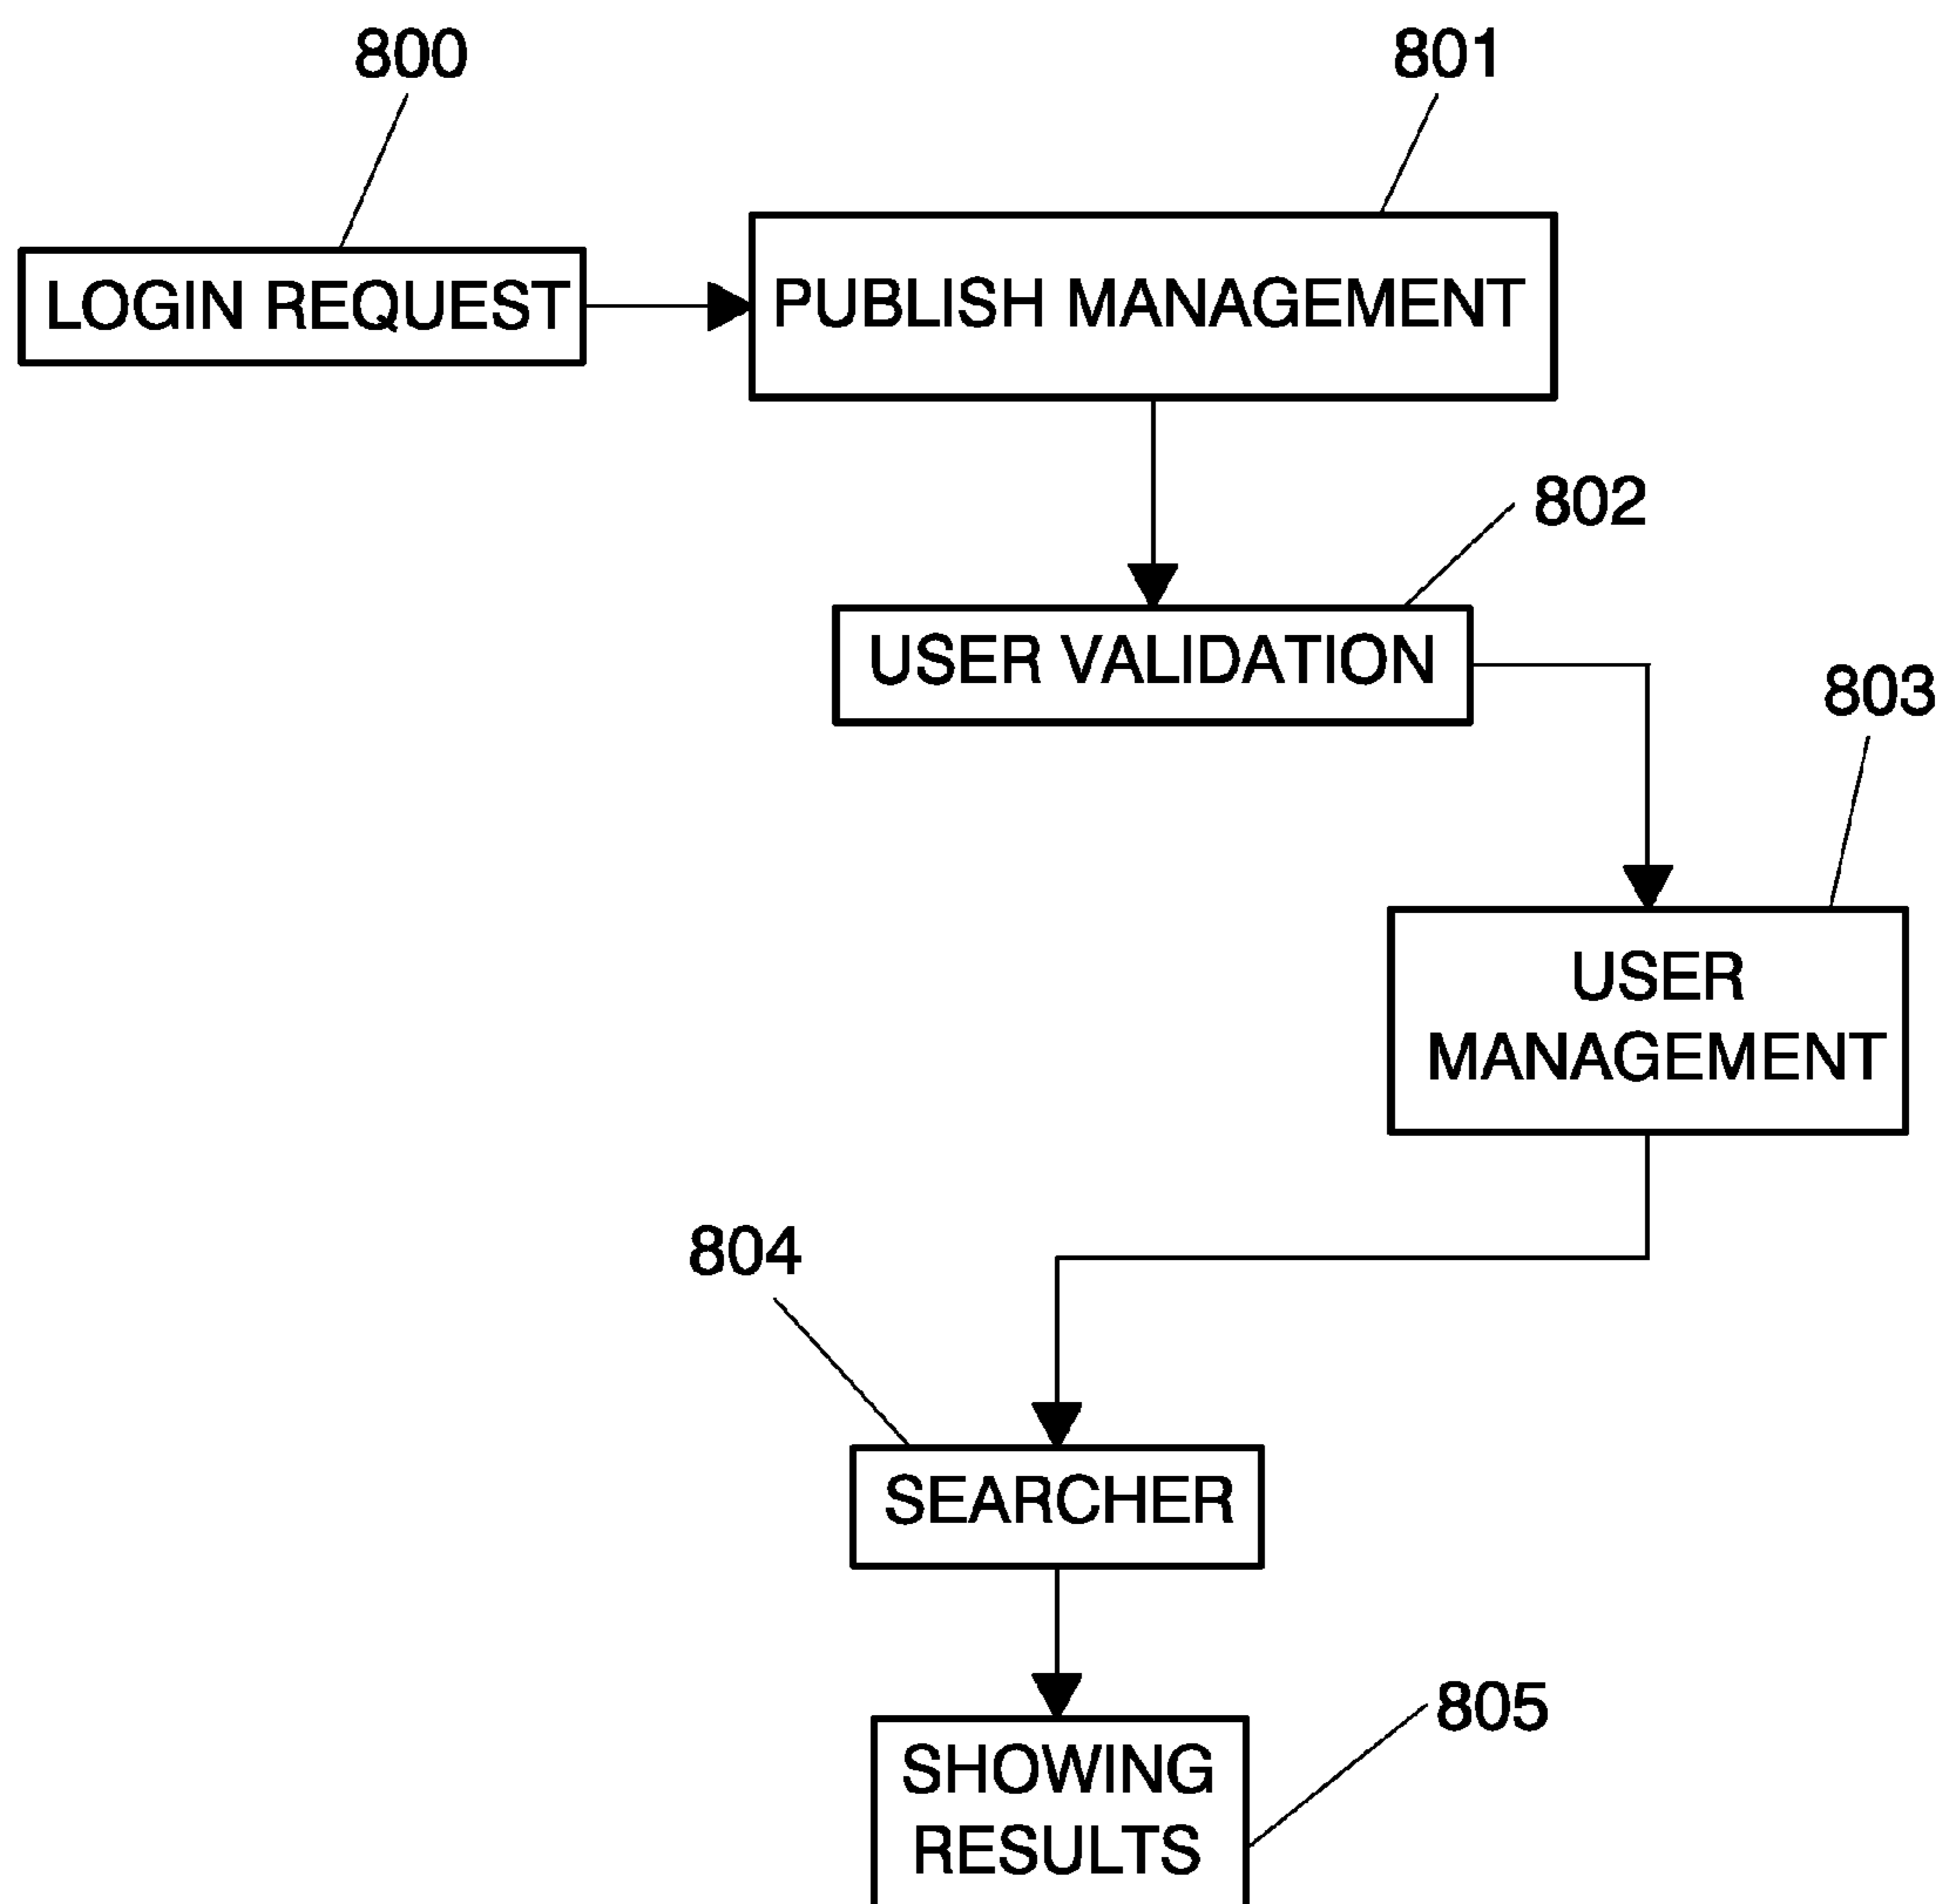 800
801
LOGIN REQUEST
PUBLISH MANAGEMENT
802
USER VALIDATION
803
USER
MANAGEMENT
804
SEARCHER
805
SHOWING
RESULTS